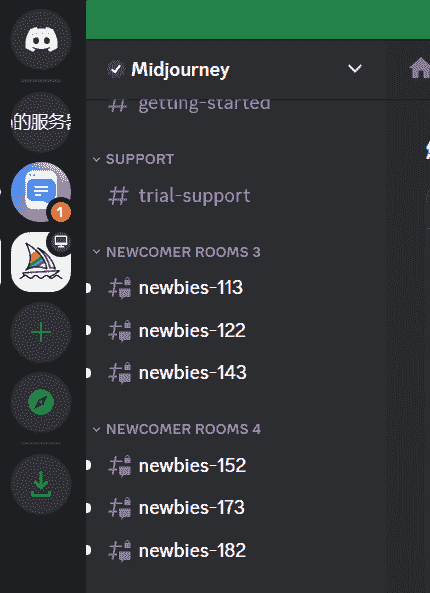 Midjourney
getting-started
SUPPORT
的服务器
trial-support
1
NEWCOMER ROOMS 3
newbies-113
newbies-122
newbies-143
NEWCOMER ROOMS 4
newbies-152
newbies-173
newbies-182